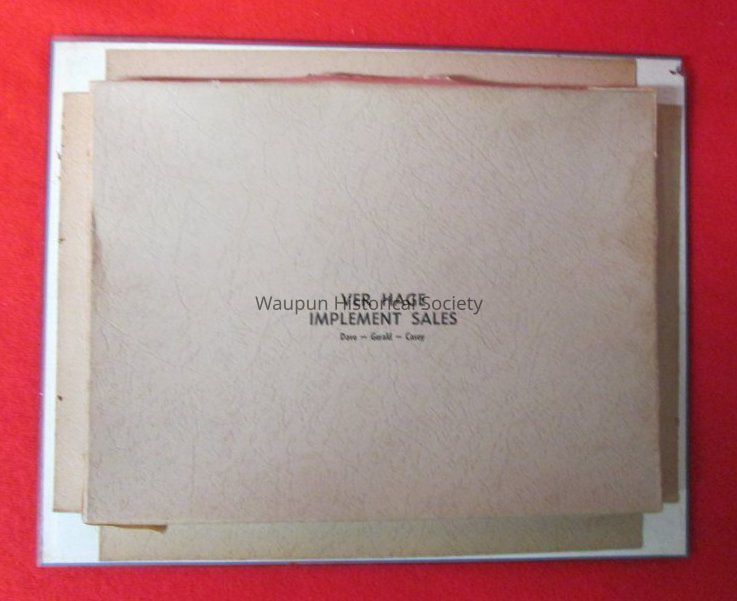 VER HAGE
Waupun Historical Society
IMPLEMENT SALES
Dave — Gerald — Casey